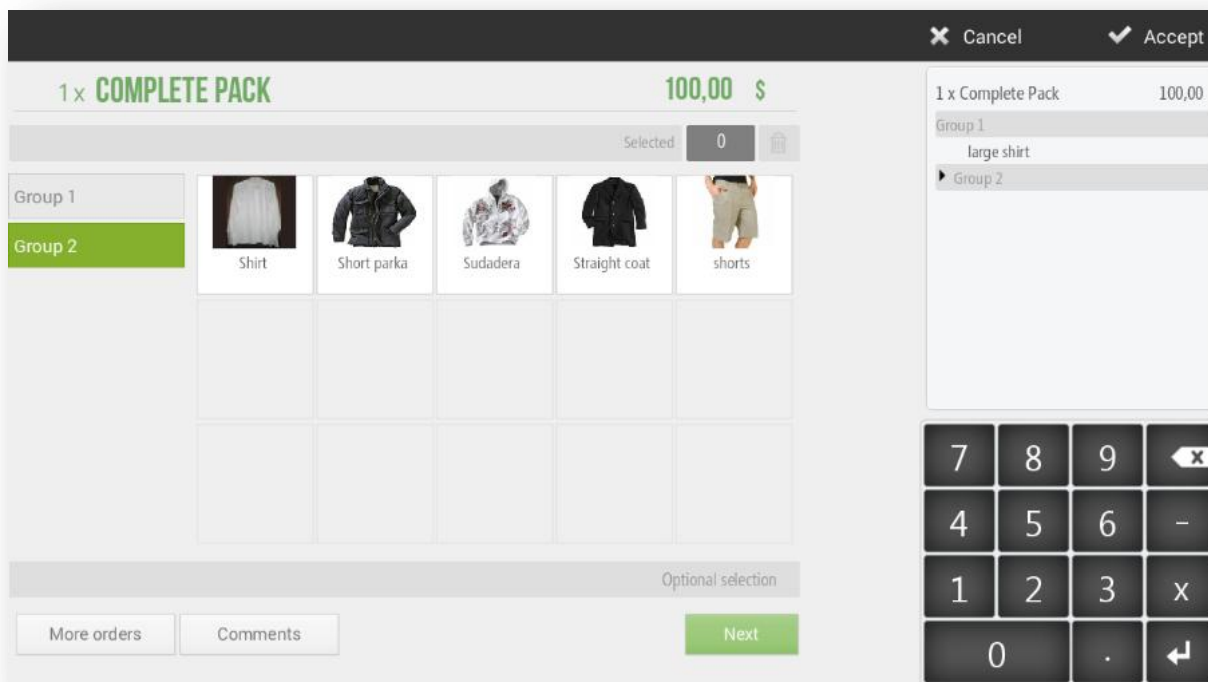 Cancel Accept
1 x COMPLETE PACK 100,00 $
Selected 0
Group 1
Group 2
Shirt Short parka Sudadera Straight coat shorts
Optional selection
More orders Comments Next
1 x Complete Pack 100,00
Group 1
large shirt
Group 2
7 8 9 x
4 5 6 -
1 2 3 x
0 .